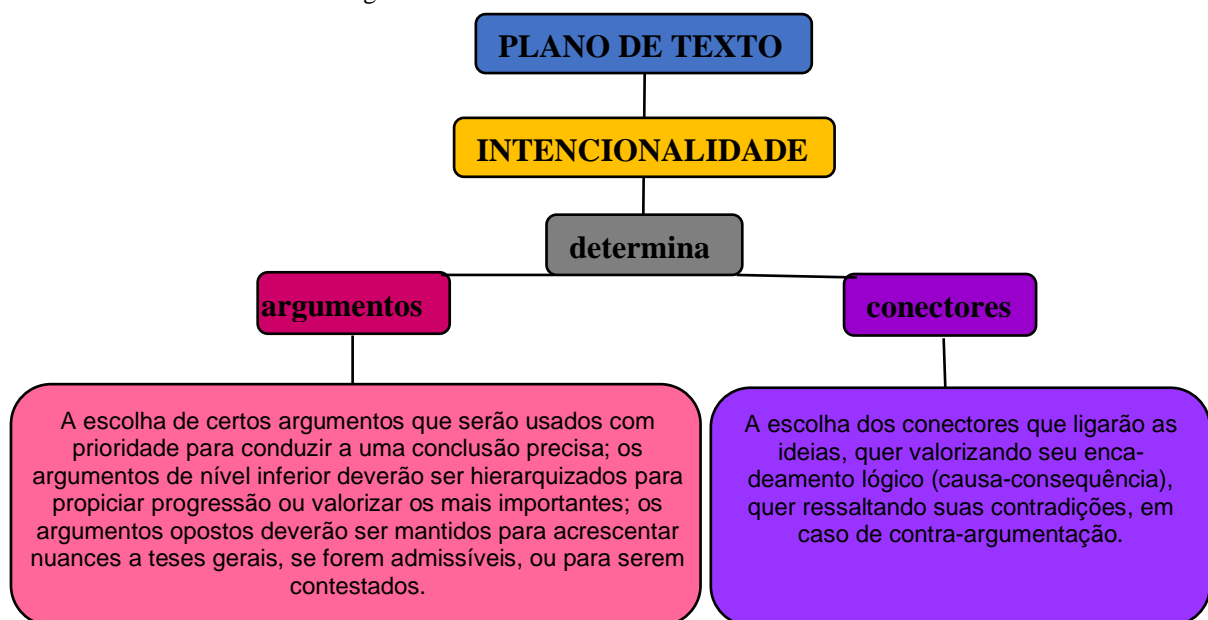 PLANO DE TEXTO
INTENCIONALIDADE
determina
argumentos
conectores
A escolha de certos argumentos que serão usados com
prioridade para conduzir a uma conclusão precisa; os
argumentos de nível inferior deverão ser hierarquizados para
propiciar progressão ou valorizar os mais importantes; os
argumentos opostos deverão ser mantidos para acrescentar
nuances a teses gerais, se forem admissíveis, ou para serem
contestados.
A escolha dos conectores que ligarão as
ideias, quer valorizando seu enca-
deamento lógico (causa-consequência),
quer ressaltando suas contradições, em
caso de contra-argumentação.